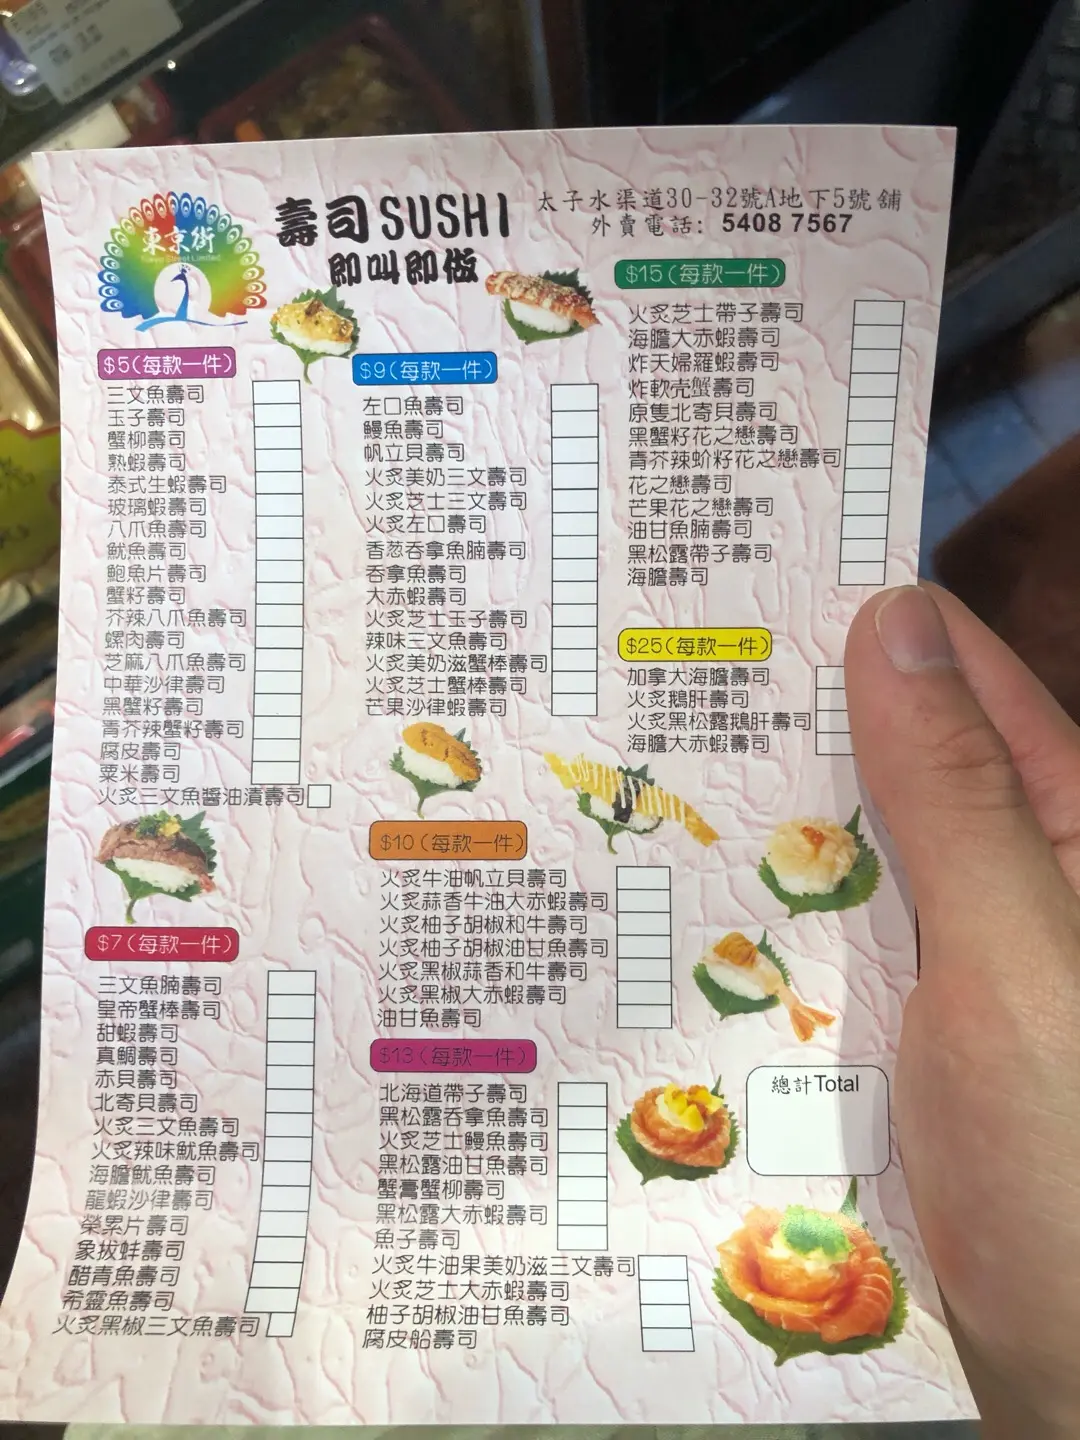 東京街
壽司SUSHI
即叫即做
太子水渠道30-32號A地下5號舖
外賣電話: 5408 7567
$5(每款一件)
三文魚壽司
玉子壽司
蟹柳壽司
熟蝦壽司
泰式生蝦壽司
玻璃蝦壽司
八爪魚壽司
魷魚壽司
鮑魚片壽司
蟹籽壽司
芥辣八爪魚壽司
螺肉壽司
芝麻八爪魚壽司
中華沙律壽司
黑蟹籽壽司
青芥辣蟹籽壽司
腐皮壽司
粟米壽司
火炙三文魚醬油漬壽司
$7(每款一件)
三文魚腩壽司
皇帝蟹棒壽司
甜蝦壽司
真鯛壽司
赤貝壽司
北寄貝壽司
火炙三文魚壽司
火炙辣味魷魚壽司
海膽魷魚壽司
龍蝦沙律壽司
榮累片壽司
象拔蚌壽司
醋青魚壽司
希靈魚壽司
火炙黑椒三文魚壽司
$9(每款一件)
左口魚壽司
鰻魚壽司
帆立貝壽司
火炙美奶三文壽司
火炙芝士三文壽司
火炙左口壽司
香葱吞拿魚腩壽司
吞拿魚壽司
大赤蝦壽司
火炙芝士玉子壽司
辣味三文魚壽司
火炙美奶滋蟹棒壽司
火炙芝士蟹棒壽司
芒果沙律蝦壽司
$10(每款一件)
火炙牛油帆立貝壽司
火炙蒜香牛油大赤蝦壽司
火炙柚子胡椒和牛壽司
火炙柚子胡椒油甘魚壽司
火炙黑椒蒜香和牛壽司
火炙黑椒大赤蝦壽司
油甘魚壽司
$13(每款一件)
北海道帶子壽司
黑松露吞拿魚壽司
火炙芝士鰻魚壽司
黑松露油甘魚壽司
蟹膏蟹柳壽司
黑松露大赤蝦壽司
魚子壽司
火炙牛油果美奶滋三文壽司
火炙芝士大赤蝦壽司
柚子胡椒油甘魚壽司
腐皮船壽司
$15(每款一件)
火炙芝士帶子壽司
海膽大赤蝦壽司
炸天婦羅蝦壽司
炸軟壳蟹壽司
原隻北寄貝壽司
黑蟹籽花之戀壽司
青芥辣蚧籽花之戀壽司
花之戀壽司
芒果花之戀壽司
油甘魚腩壽司
黑松露帶子壽司
海膽壽司
$25(每款一件)
加拿大海膽壽司
火炙鵝肝壽司
火炙黑松露鵝肝壽司
海膽大赤蝦壽司
總計Total